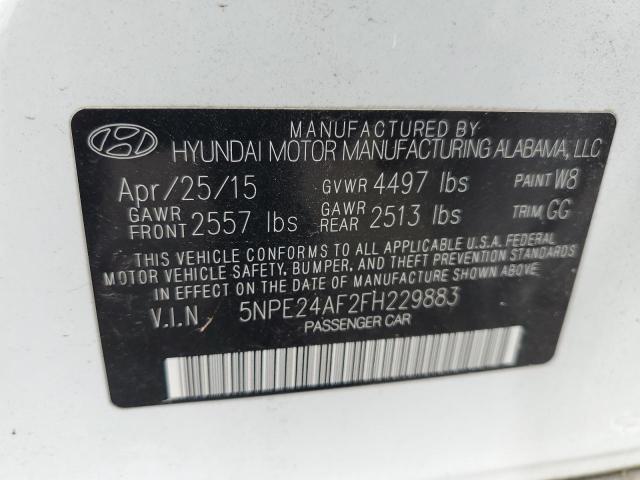 MANUFACTURED BY
HYUNDAI MOTOR MANUFACTURING ALABAMA, LLC
Apr/25/15 GVWR 4497 lbs PAINT W8
GAWR FRONT 2557 lbs GAWR REAR 2513 lbs TRIM GG
THIS VEHICLE CONFORMS TO ALL APPLICABLE U.S.A. FEDERAL
MOTOR VEHICLE SAFETY, BUMPER, AND THEFT PREVENTION STANDARDS
IN EFFECT ON THE DATE OF MANUFACTURE SHOWN ABOVE.
V.I.N. 5NPE24AF2FH229883
PASSENGER CAR